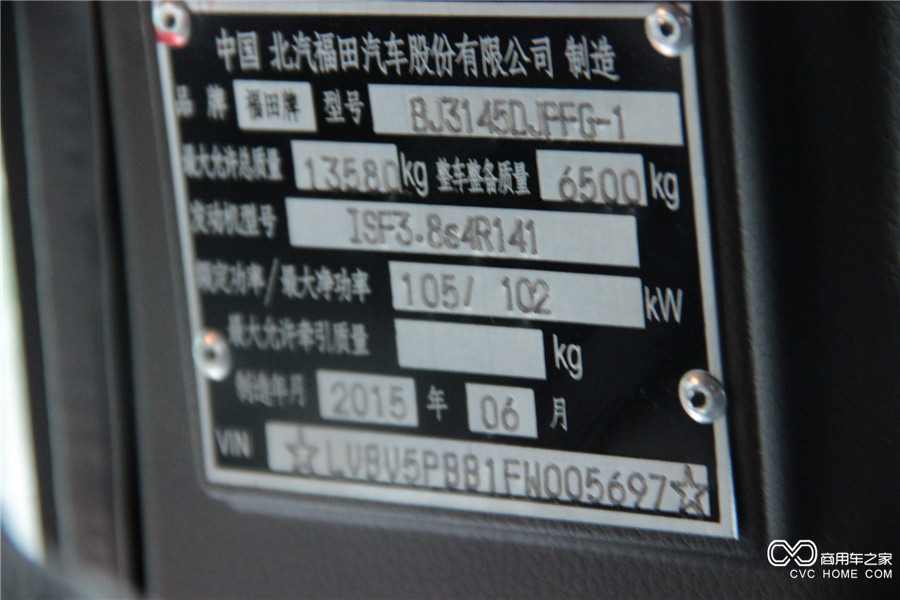 中国 北汽福田汽车股份有限公司 制造
品牌 福田牌 型号 BJ3145DJPFG-1
最大允许总质量 13580 kg 整车整备质量 6500 kg
发动机型号 ISF3.8s4R141
额定功率/最大净功率 105/ 102 kW
最大允许牵引质量 kg
制造年月 2015 年 06 月
VIN ☆LVBV5PBB1FW005697☆
商用车之家
CVC HOME.COM